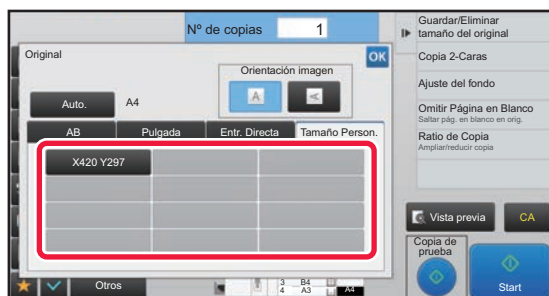 Nº de copias 1
Guardar/Eliminar
tamaño del original
Original
OK
Copia 2-Caras
Orientación imagen
Ajuste del fondo
A
A
Auto.
A4
Omitir Página en Blanco
Saltar pág. en blanco en orig.
AB
Pulgada
Entr. Directa
Tamaño Person.
Ratio de Copia
Ampliar/reducir copia
X420 Y297
Vista previa
CA
Copia de
prueba
Otros
3 B4
4 A3
A4
Start